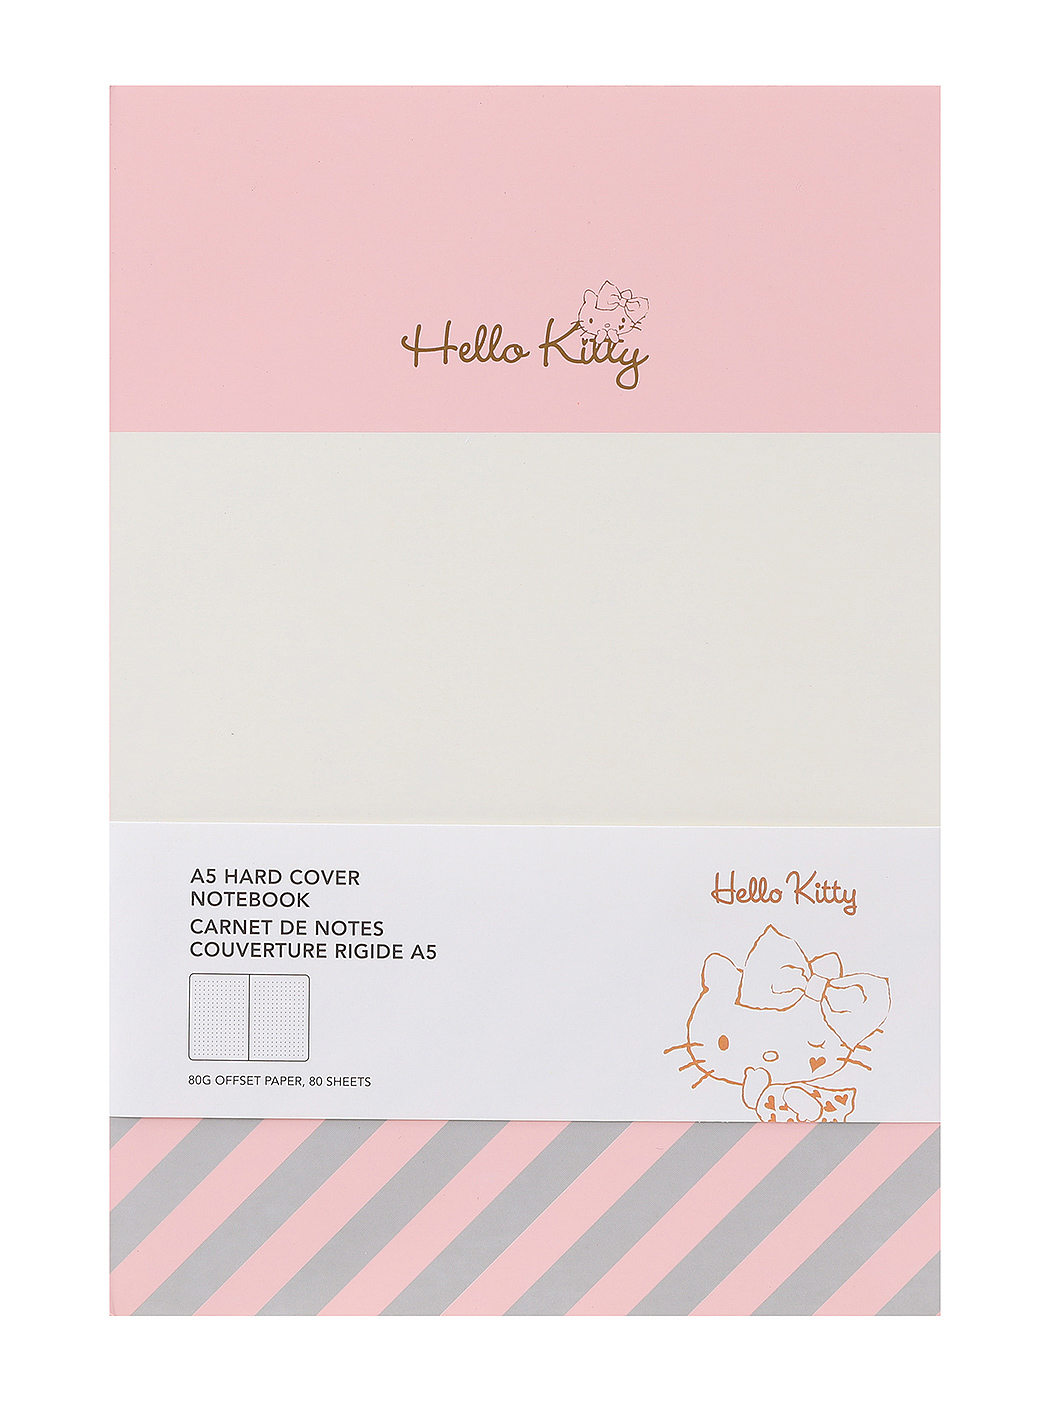 Hello Kitty
A5 HARD COVER
NOTEBOOK
CARNET DE NOTES
COUVERTURE RIGIDE A5
80G OFFSET PAPER, 80 SHEETS
Hello Kitty